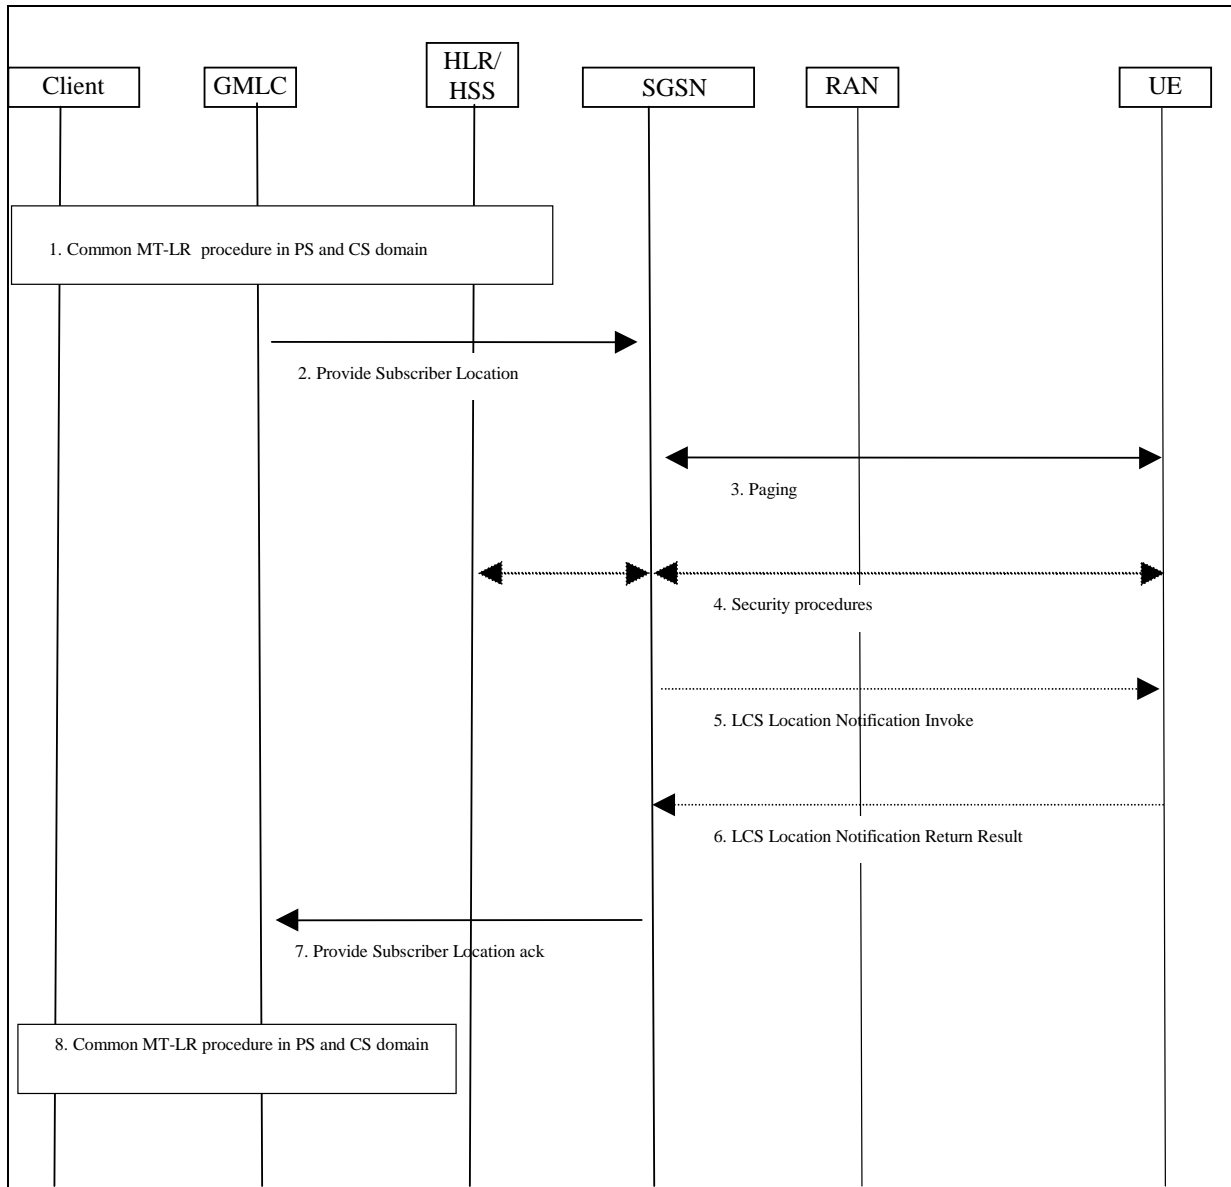 Client
GMLC
HLR/
HSS
SGSN
RAN
UE
1. Common MT-LR procedure in PS and CS domain
2. Provide Subscriber Location
3. Paging
4. Security procedures
5. LCS Location Notification Invoke
6. LCS Location Notification Return Result
7. Provide Subscriber Location ack
8. Common MT-LR procedure in PS and CS domain